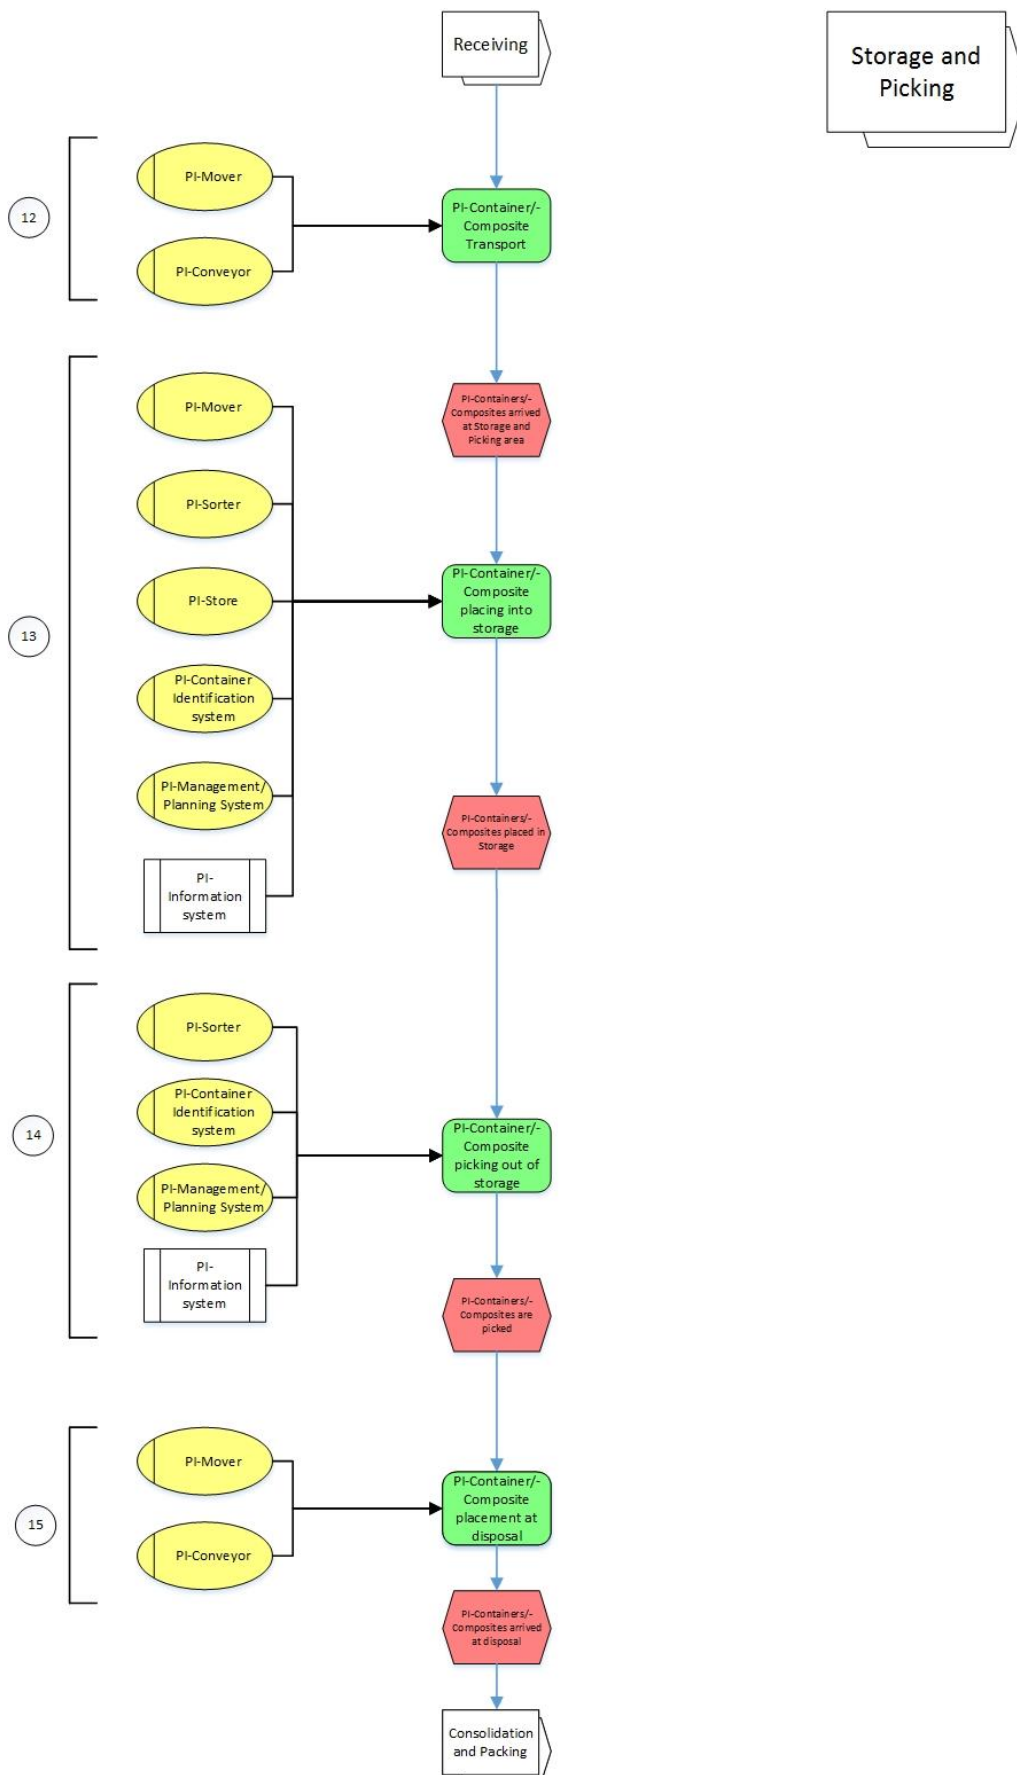 Receiving
Storage and
Picking
12
PI-Mover
PI-Conveyor
PI-Container/-
Composite
Transport
PI-Containers/-
Composites arrived
at Storage and
Picking area
13
PI-Mover
PI-Sorter
PI-Store
PI-Container
Identification
system
PI-Management/
Planning System
PI-
Information
system
PI-Container/-
Composite
placing into
storage
PI-Containers/-
Composites placed in
Storage
14
PI-Sorter
PI-Container
Identification
system
PI-Management/
Planning System
PI-
Information
system
PI-Container/-
Composite
picking out of
storage
PI-Containers/-
Composites are
picked
15
PI-Mover
PI-Conveyor
PI-Container/-
Composite
placement at
disposal
PI-Containers/-
Composites arrived
at disposal
Consolidation
and Packing